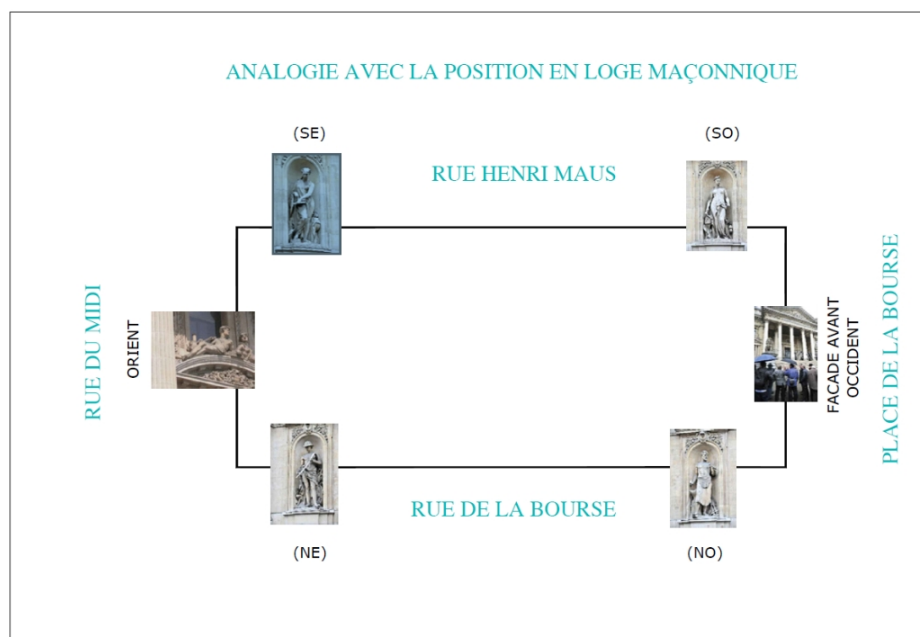 ANALOGIE AVEC LA POSITION EN LOGE MAÇONNIQUE
(SE)
(SO)
RUE HENRI MAUS
RUE DU MIDI
ORIENT
FACADE AVANT
OCCIDENT
PLACE DE LA BOURSE
RUE DE LA BOURSE
(NE)
(NO)